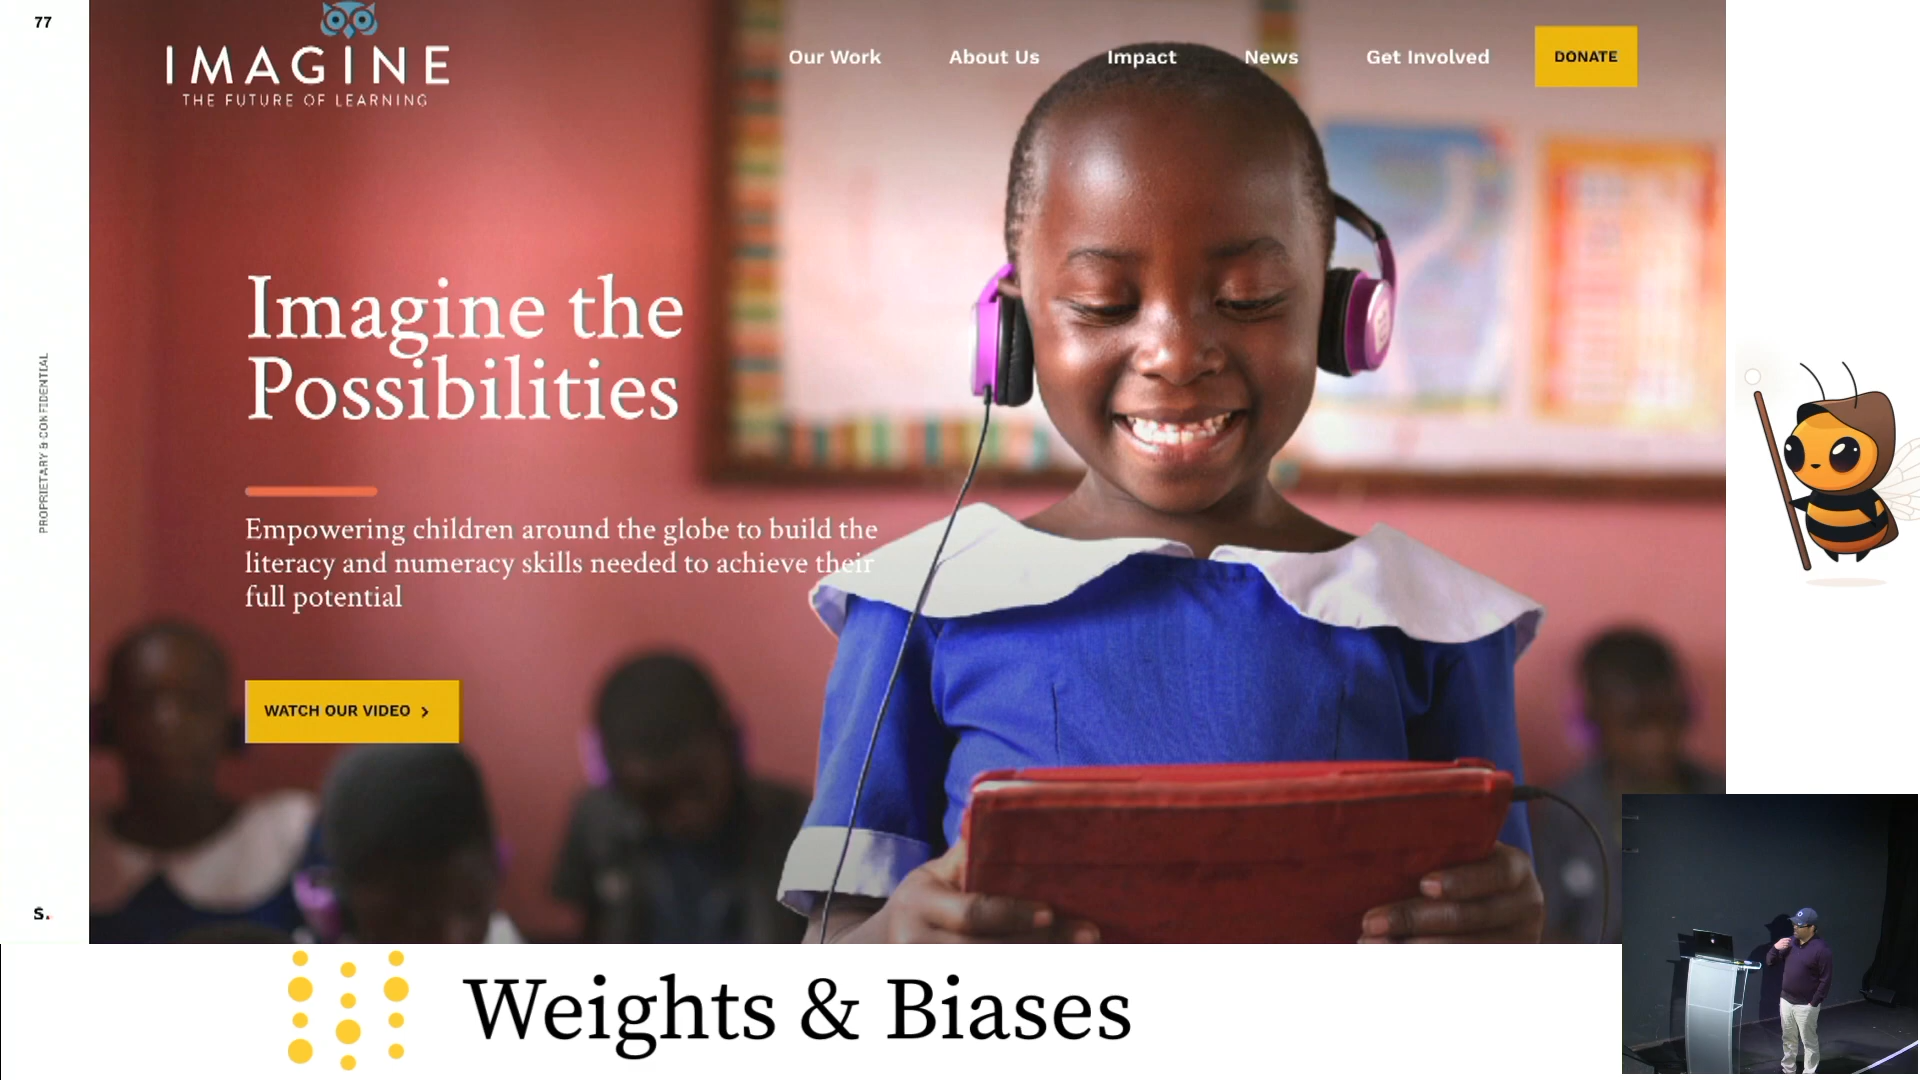 77
IMAGINE
THE FUTURE OF LEARNING
Our Work About Us Impact News Get Involved DONATE
Imagine the
Possibilities
Empowering children around the globe to build the
literacy and numeracy skills needed to achieve their
full potential
WATCH OUR VIDEO
PROPRIETARY & CONFIDENTIAL
S.
Weights & Biases